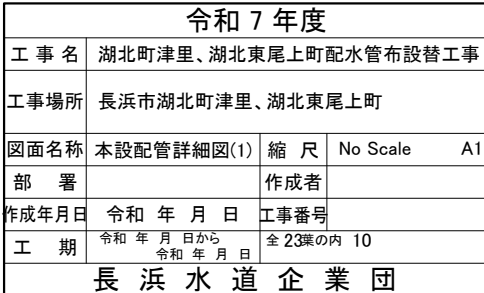 令和 7 年度
工 事 名 湖北町津里、湖北東尾上町配水管布設替工事
工事場所 長浜市湖北町津里、湖北東尾上町
図面名称 本設配管詳細図(1) 縮 尺 No Scale A1
部 署 作成者
作成年月日 令和 年 月 日 工事番号
工 期 令和 年 月 日から 全 23葉の内 10
令和 年 月 日
長 浜 水 道 企 業 団